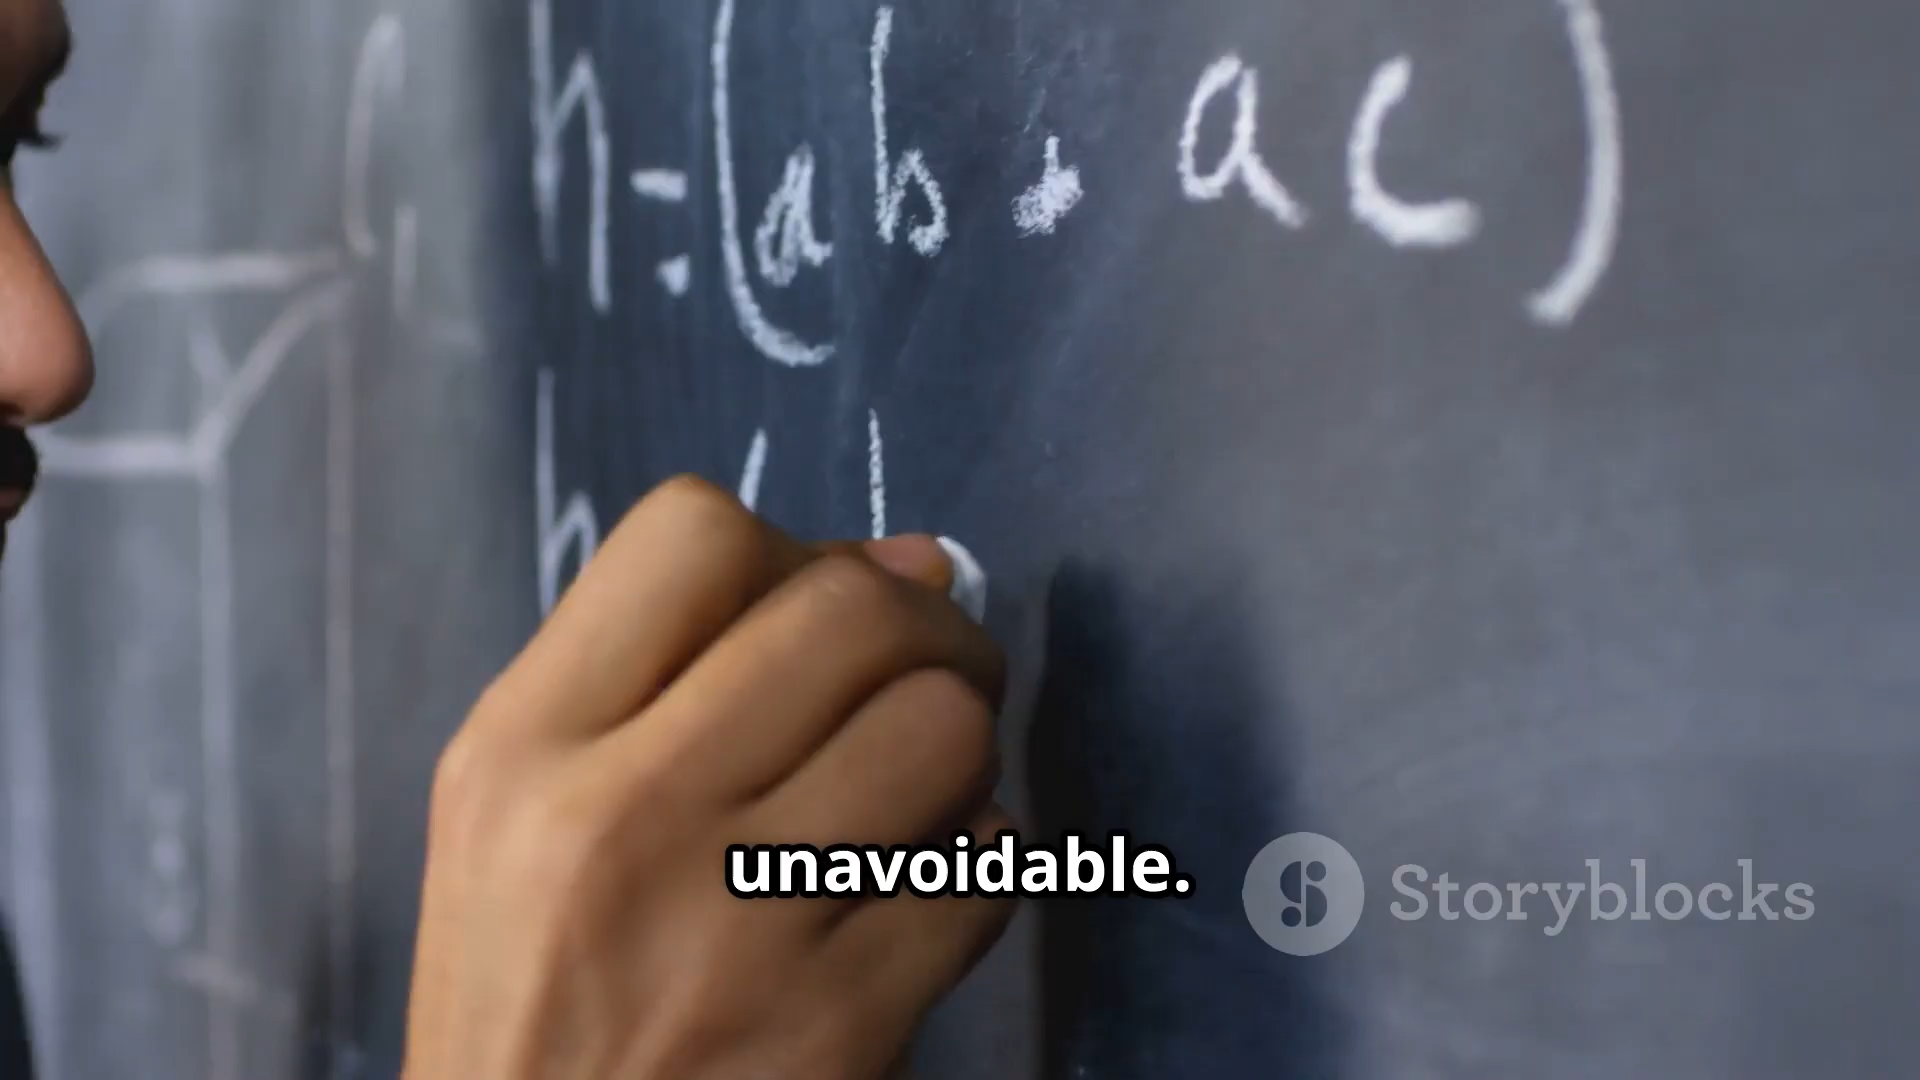 h=(ab.ac)
h(
unavoidable.
Storyblocks